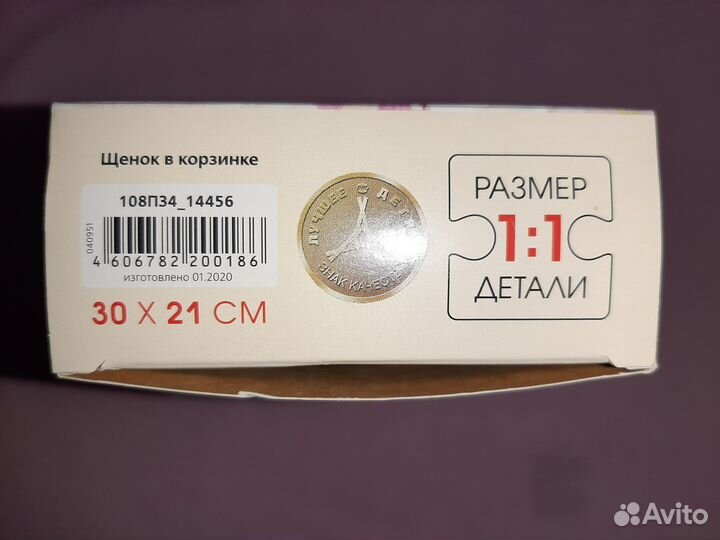 Щенок в корзинке
108П34_14456
040951
4 606782 200186
изготовлено 01.2020
30 X 21 СМ
ЛУЧШЕЕ ДЕТЯМ
ЗНАК КАЧЕСТВА
РАЗМЕР
1:1
ДЕТАЛИ
Avito